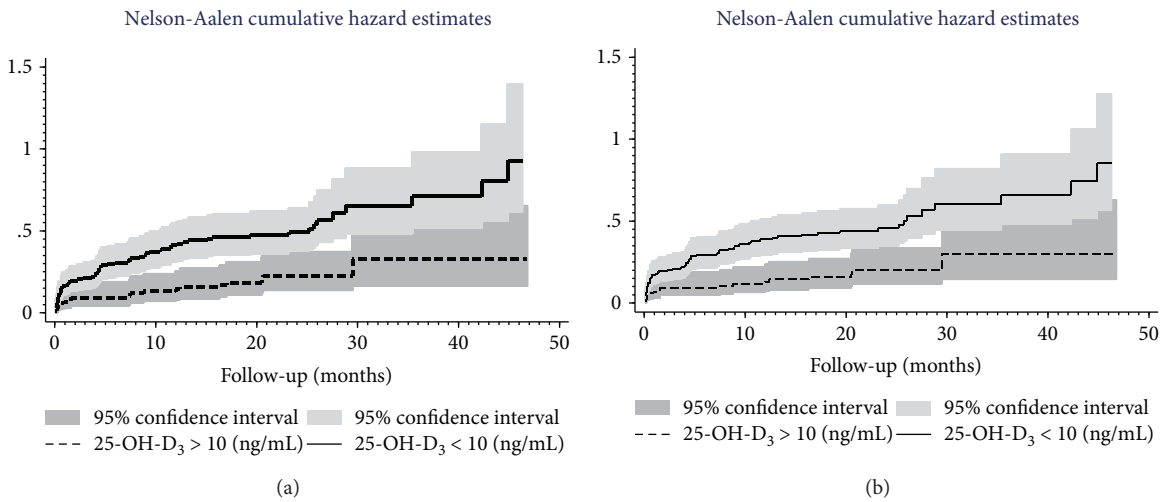 Nelson-Aalen cumulative hazard estimates
1.5
1
.5
0
0 10 20 30 40 50
Follow-up (months)
95% confidence interval 95% confidence interval
25-OH-D₃ > 10 (ng/mL) 25-OH-D₃ < 10 (ng/mL)
(a)
Nelson-Aalen cumulative hazard estimates
1.5
1
.5
0
0 10 20 30 40 50
Follow-up (months)
95% confidence interval 95% confidence interval
25-OH-D₃ > 10 (ng/mL) 25-OH-D₃ < 10 (ng/mL)
(b)